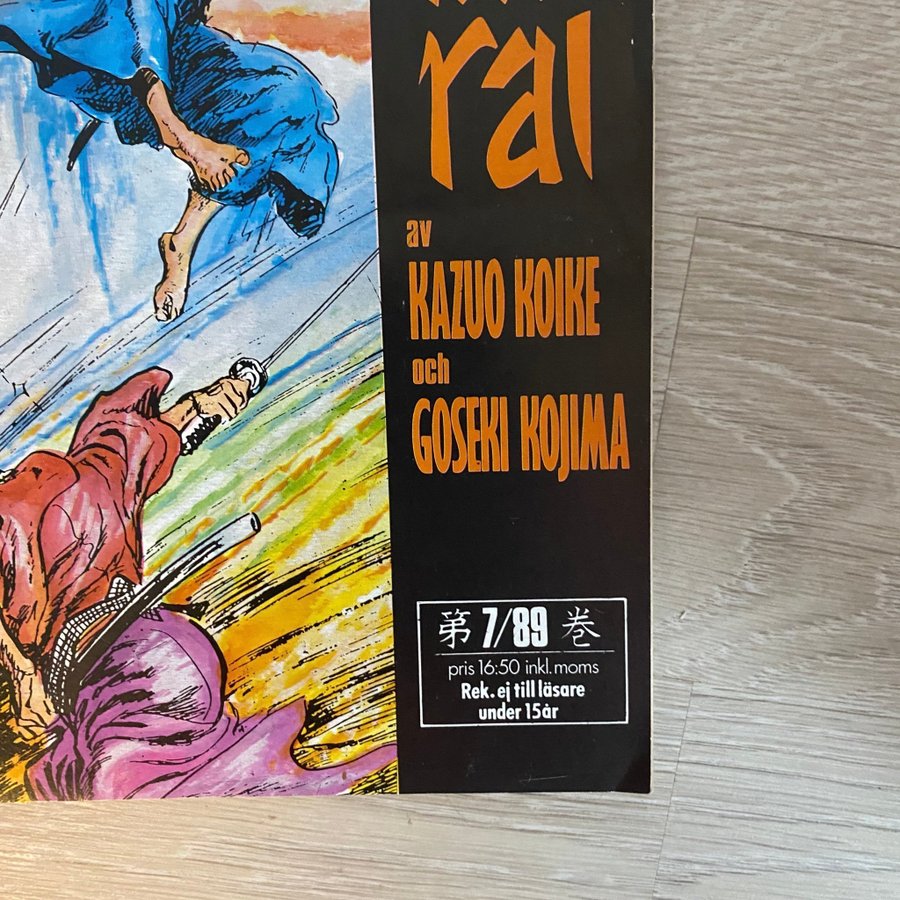 rai
av
KAZUO KOIKE
och
GOSEKI KOJIMA
第 7/89 巻
pris 16:50 inkl.moms
Rek. ej till läsare
under 15år